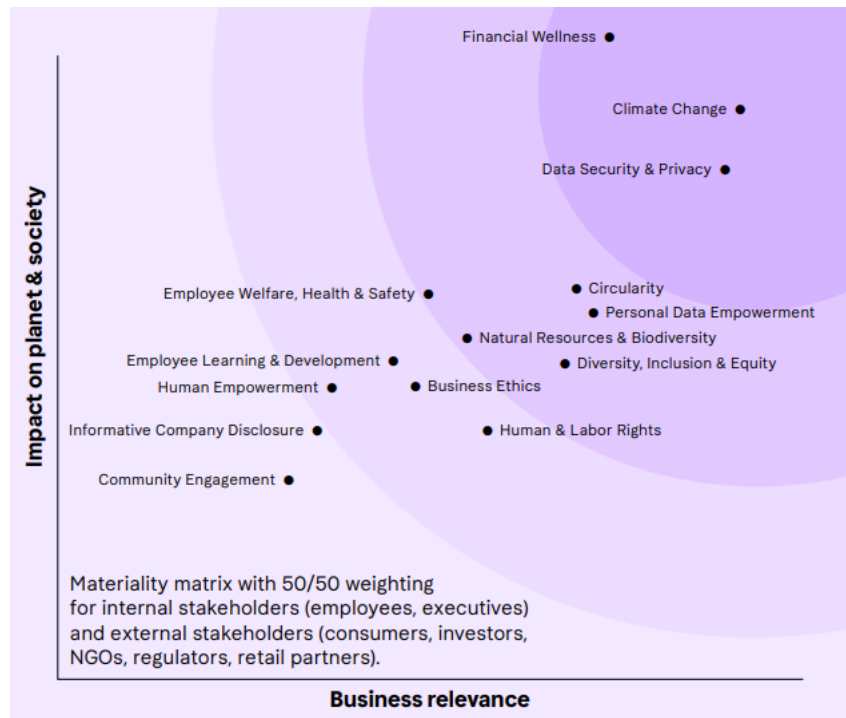 Financial Wellness
Climate Change
Data Security & Privacy
Circularity
Employee Welfare, Health & Safety
Personal Data Empowerment
Natural Resources & Biodiversity
Employee Learning & Development
Diversity, Inclusion & Equity
Human Empowerment
Business Ethics
Informative Company Disclosure
Human & Labor Rights
Community Engagement
Impact on planet & society
Materiality matrix with 50/50 weighting
for internal stakeholders (employees, executives)
and external stakeholders (consumers, investors,
NGOs, regulators, retail partners).
Business relevance